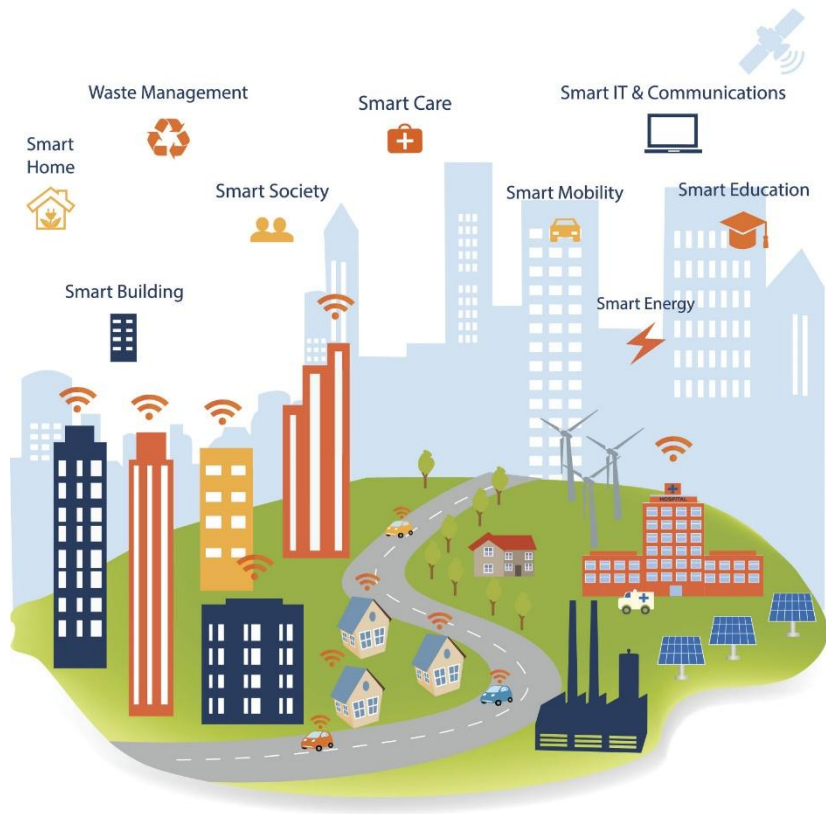 Waste Management
Smart Care
Smart IT & Communications
Smart
Home
Smart Society
Smart Mobility
Smart Education
Smart Building
Smart Energy
HOSPITAL